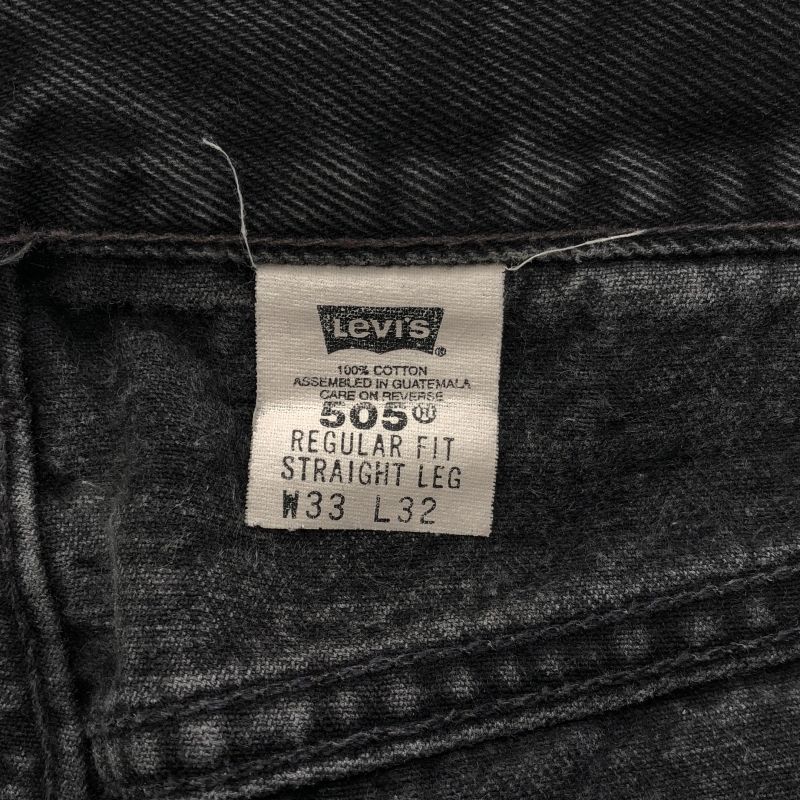 Levi's®
100% COTTON
ASSEMBLED IN GUATEMALA
CARE ON REVERSE
505®
REGULAR FIT
STRAIGHT LEG
W33 L32